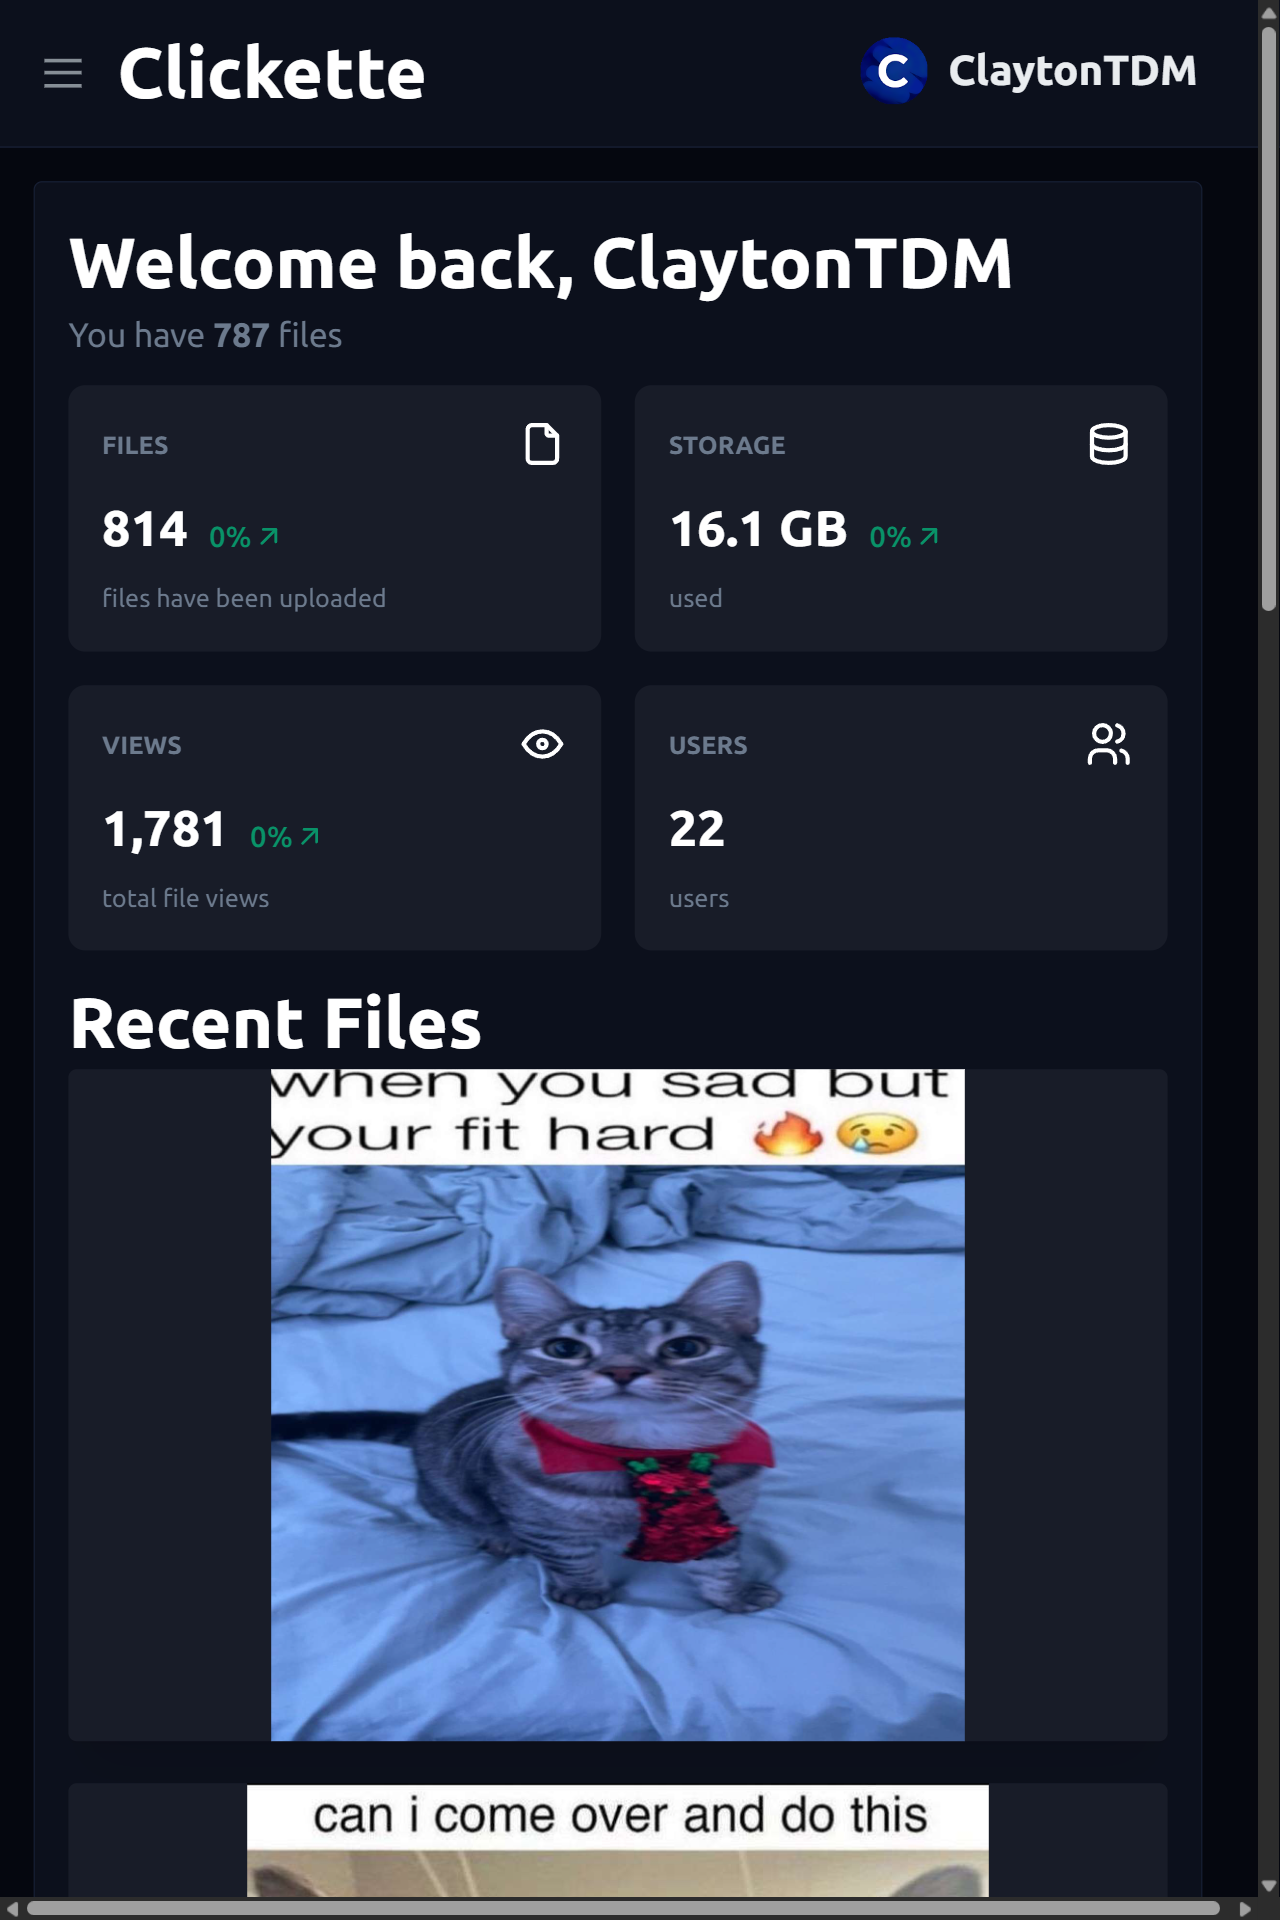 Clickette
C ClaytonTDM
Welcome back, ClaytonTDM
You have 787 files
FILES
814 0%
files have been uploaded
STORAGE
16.1 GB 0%
used
VIEWS
1,781 0%
total file views
USERS
22
users
Recent Files
when you sad but
your fit hard 🔥😢
can i come over and do this